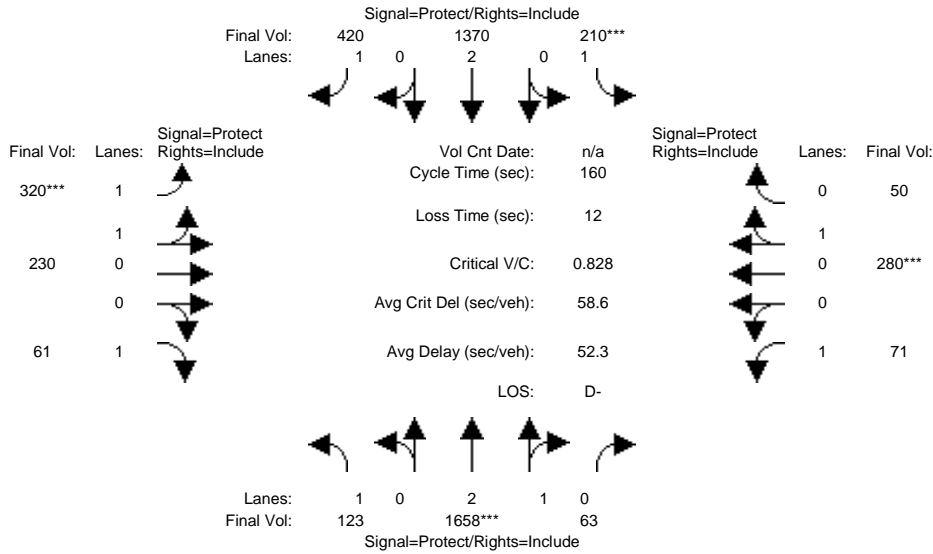 Signal=Protect/Rights=Include
Final Vol: 420 1370 210***
Lanes: 1 0 2 0 1
Signal=Protect Signal=Protect
Final Vol: Lanes: Rights=Include Vol Cnt Date: n/a Rights=Include Lanes: Final Vol:
Cycle Time (sec): 160
320*** 1 0 50
Loss Time (sec): 12
1 1
230 0 Critical V/C: 0.828 0 280***
0 Avg Crit Del (sec/veh): 58.6 0
61 1 Avg Delay (sec/veh): 52.3 1 71
LOS: D-
Lanes: 1 0 2 1 0
Final Vol: 123 1658*** 63
Signal=Protect/Rights=Include